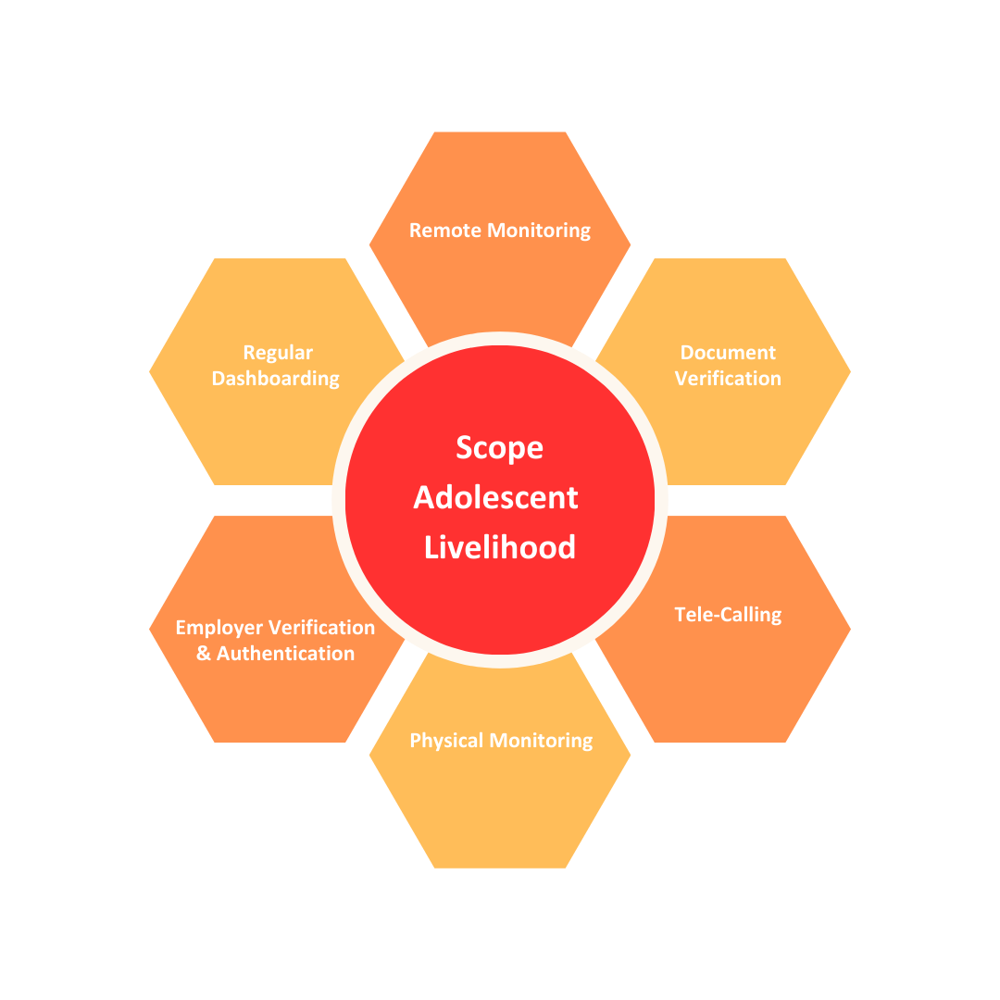 Remote Monitoring
Regular
Dashboarding
Document
Verification
Scope
Adolescent
Livelihood
Employer Verification
& Authentication
Tele-Calling
Physical Monitoring